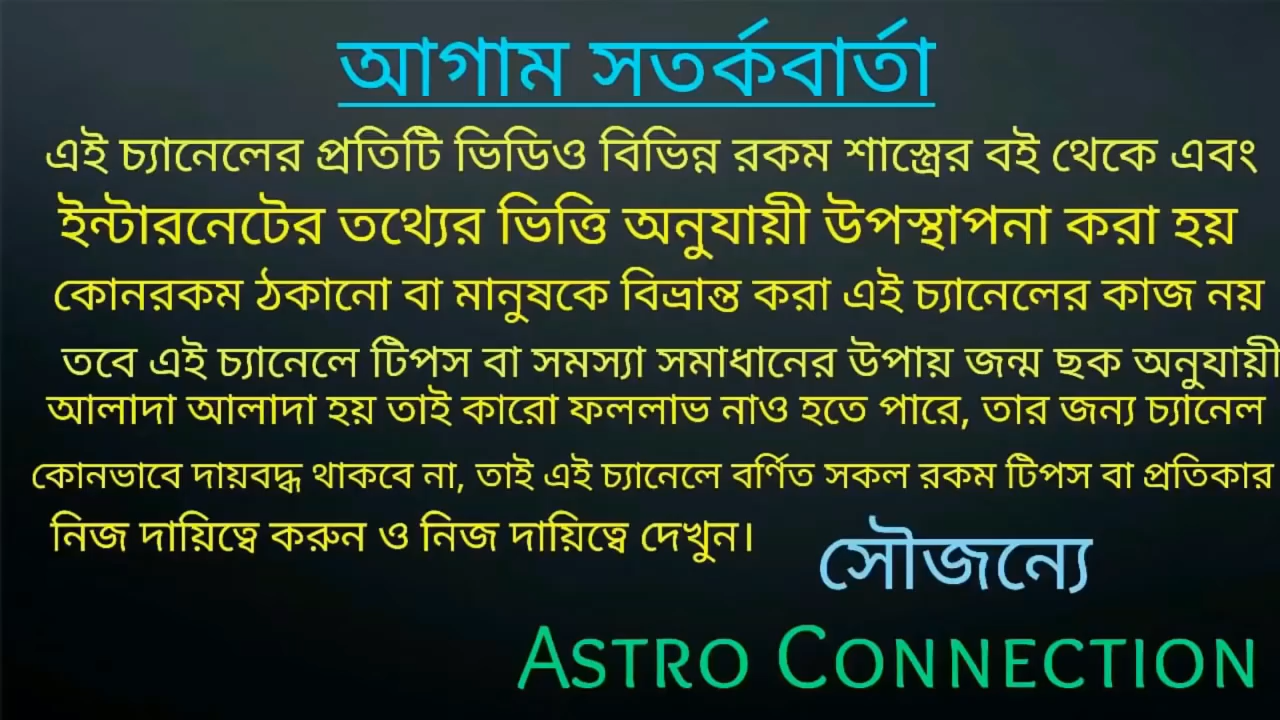 আগাম সতর্কবার্তা
এই চ্যানেলের প্রতিটি ভিডিও বিভিন্ন রকম শাস্ত্রের বই থেকে এবং
ইন্টারনেটের তথ্যের ভিত্তি অনুযায়ী উপস্থাপনা করা হয়
কোনরকম ঠকানো বা মানুষকে বিভ্রান্ত করা এই চ্যানেলের কাজ নয়
তবে এই চ্যানেলে টিপস বা সমস্যা সমাধানের উপায় জন্ম ছক অনুযায়ী
আলাদা আলাদা হয় তাই কারো ফললাভ নাও হতে পারে, তার জন্য চ্যানেল
কোনভাবে দায়বদ্ধ থাকবে না, তাই এই চ্যানেলে বর্ণিত সকল রকম টিপস বা প্রতিকার
নিজ দায়িত্বে করুন ও নিজ দায়িত্বে দেখুন।
সৌজন্যে
ASTRO CONNECTION